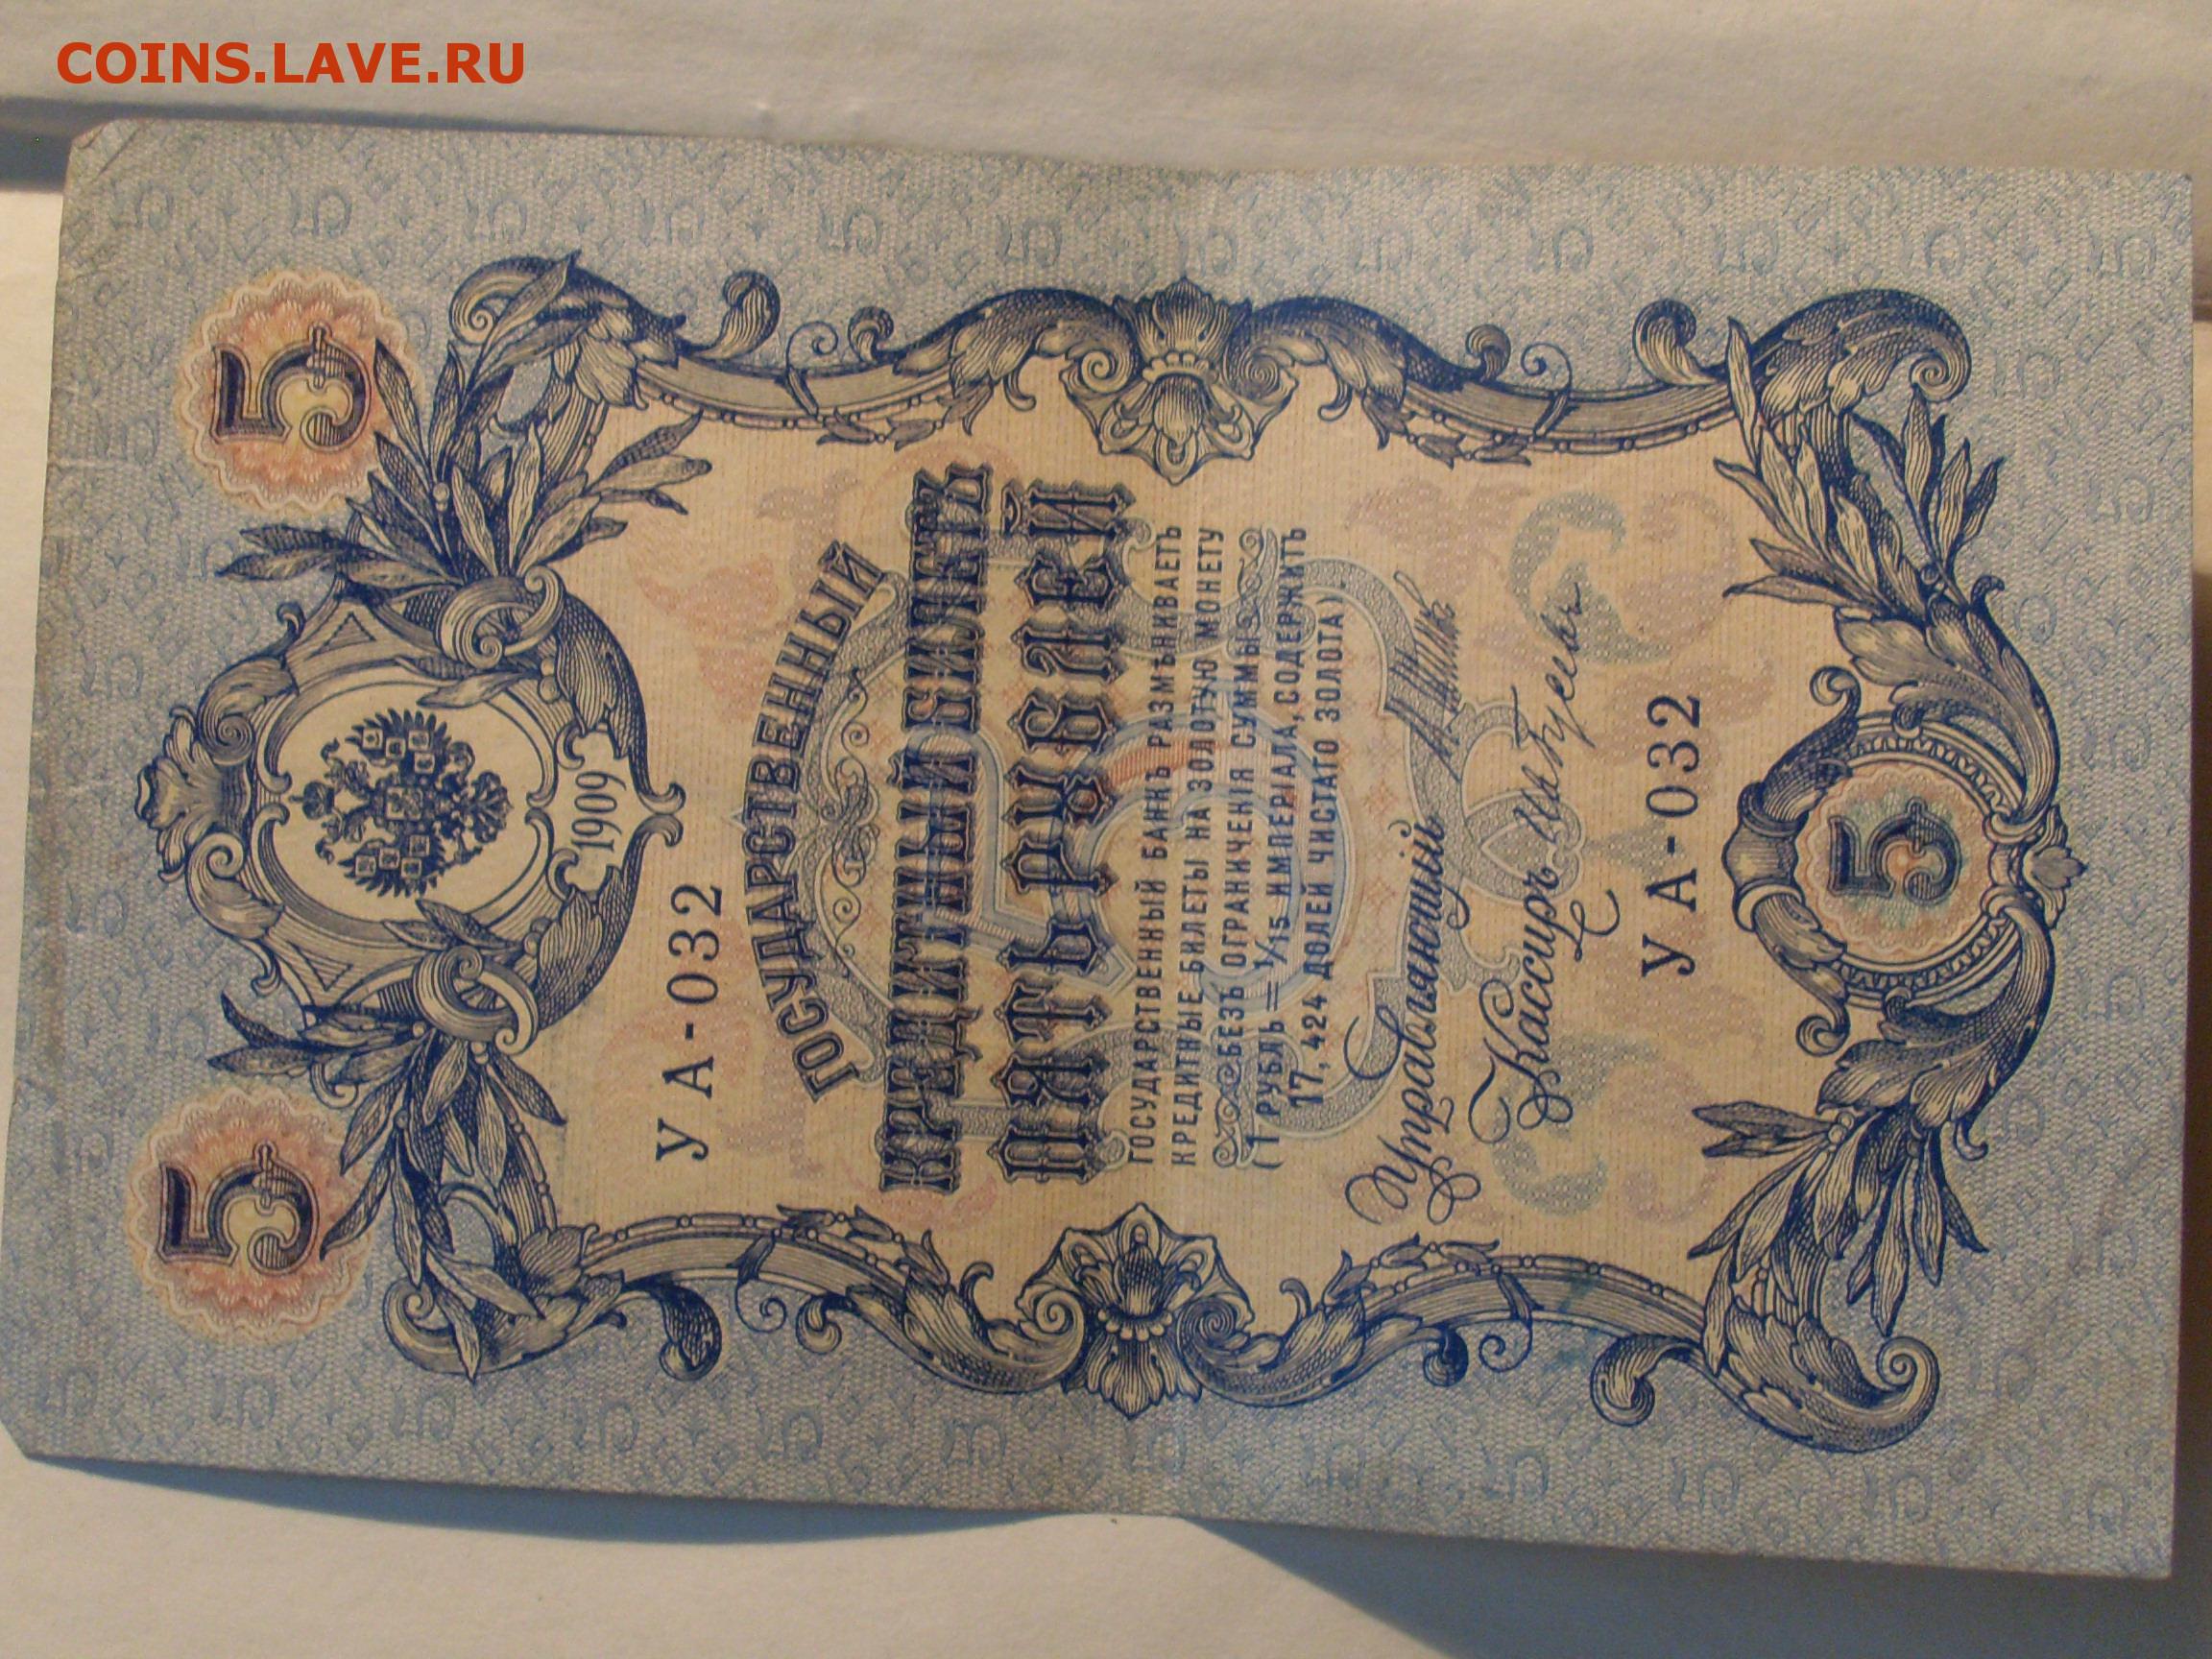 COINS.LAVE.RU
5
5
1909
УА-032
ГОСУДАРСТВЕННЫЙ
КРЕДИТНЫЙ БИЛЕТЪ
ПЯТЬ РУБЛЕЙ
ГОСУДАРСТВЕННЫЙ БАНКЪ РАЗМѢНИВАЕТЪ
КРЕДИТНЫЕ БИЛЕТЫ НА ЗОЛОТУЮ МОНЕТУ
БЕЗЪ ОГРАНИЧЕНІЯ СУММЫ
(1 РУБЛЬ = 1/15 ИМПЕРІАЛА, СОДЕРЖИТЪ
17,424 ДОЛЕЙ ЧИСТАГО ЗОЛОТА)
Управляющій
Кассиръ
УА-032
5